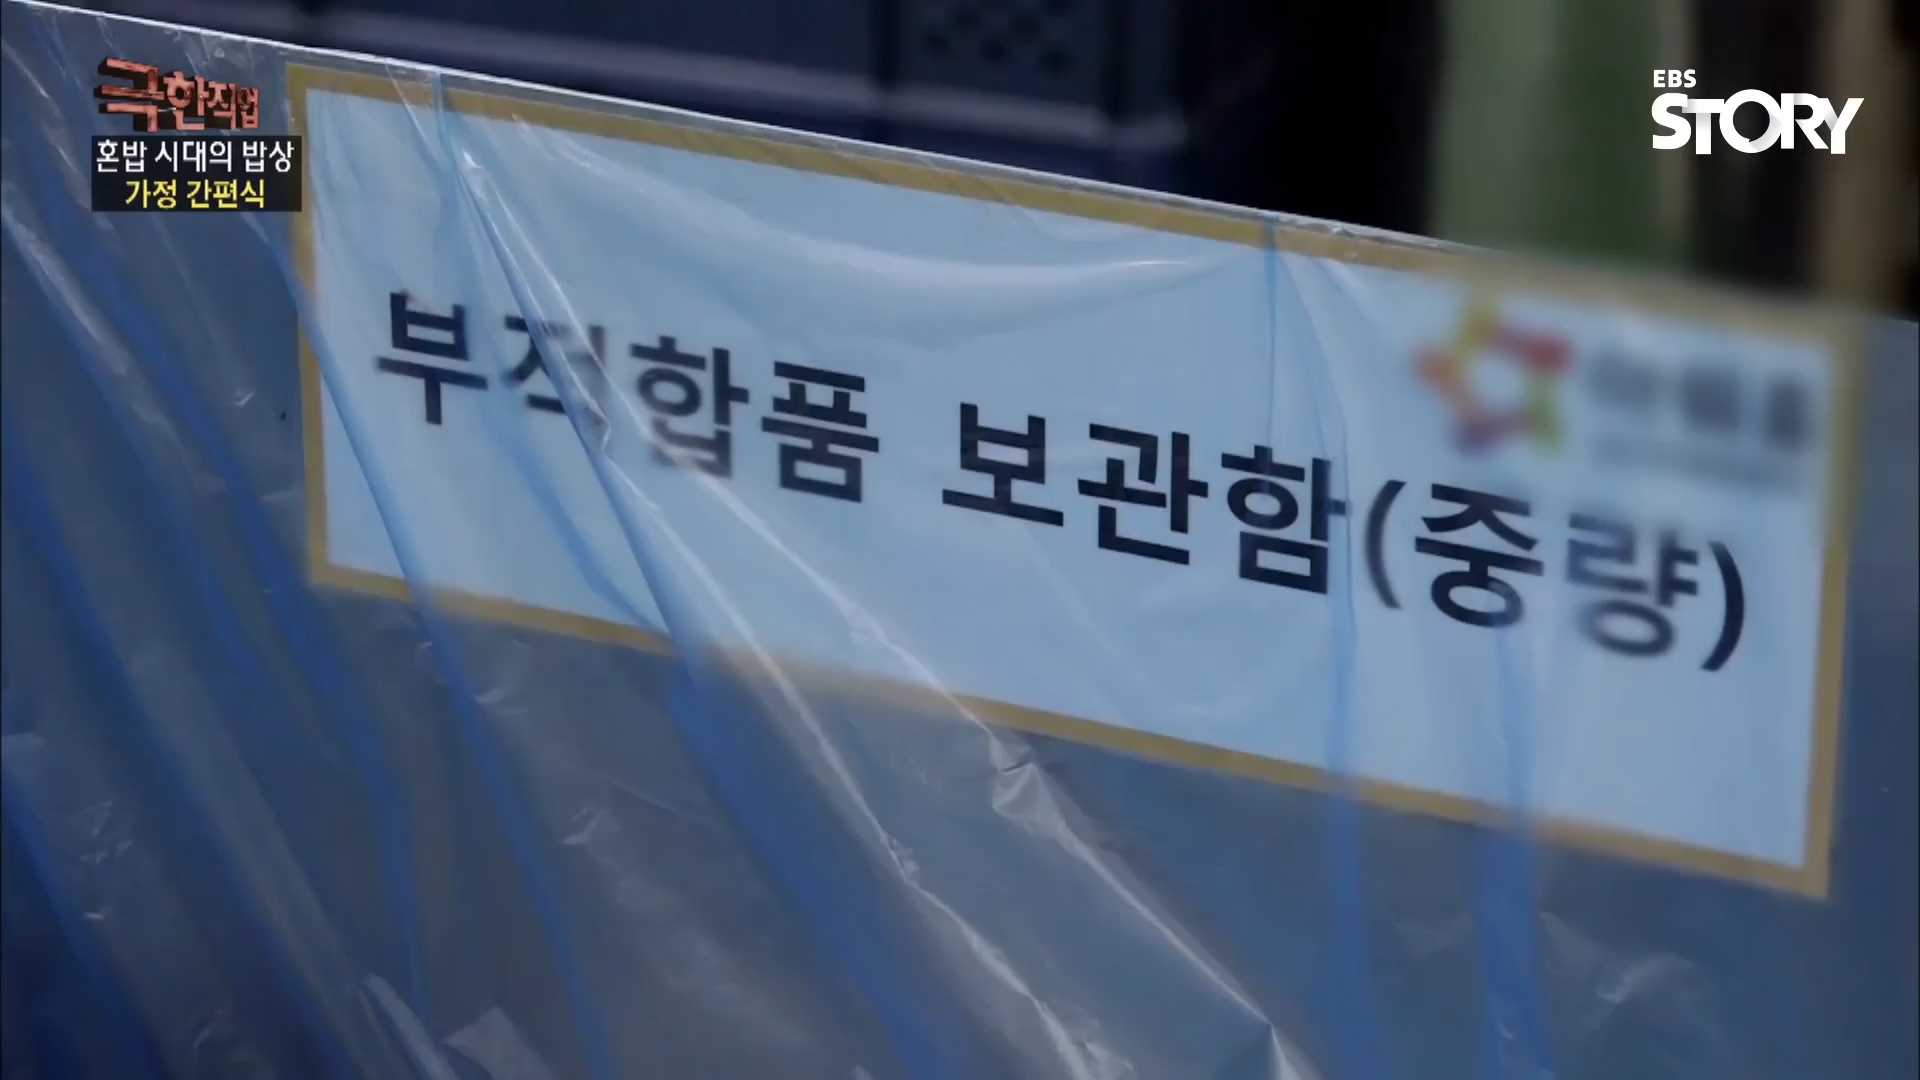 극한직업
혼밥 시대의 밥상
가정 간편식
EBS
STORY
부적합품 보관함(중량)